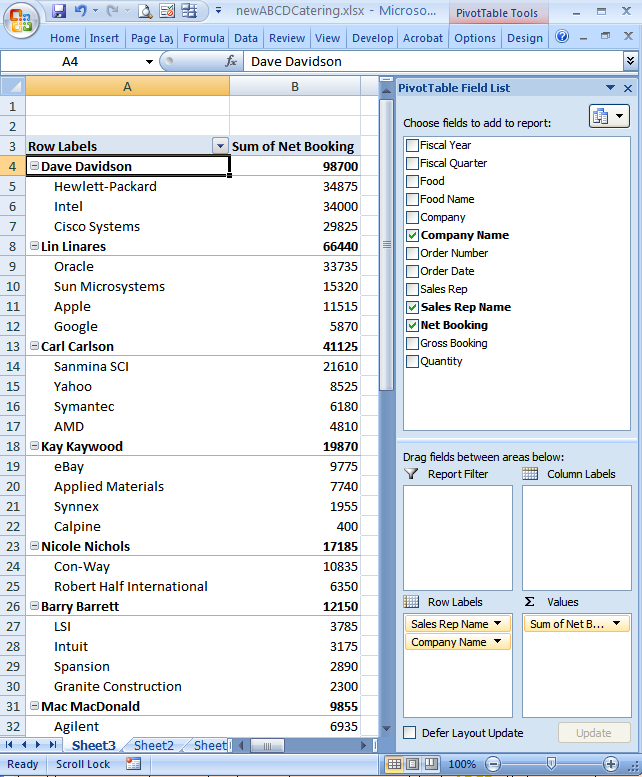 newABCDCatering.xlsx - Microso...
PivotTable Tools
Home Insert Page Lay Formulas Data Review View Develop Acrobat Options Design
A4 fx Dave Davidson
A B
1
2
3 Row Labels Sum of Net Booking
4 Dave Davidson 98700
5 Hewlett-Packard 34875
6 Intel 34000
7 Cisco Systems 29825
8 Lin Linares 66440
9 Oracle 33735
10 Sun Microsystems 15320
11 Apple 11515
12 Google 5870
13 Carl Carlson 41125
14 Sanmina SCI 21610
15 Yahoo 8525
16 Symantec 6180
17 AMD 4810
18 Kay Kaywood 19870
19 eBay 9775
20 Applied Materials 7740
21 Synnex 1955
22 Calpine 400
23 Nicole Nichols 17185
24 Con-Way 10835
25 Robert Half International 6350
26 Barry Barrett 12150
27 LSI 3785
28 Intuit 3175
29 Spansion 2890
30 Granite Construction 2300
31 Mac MacDonald 9855
32 Agilent 6935
Sheet3 Sheet2 Sheet
Ready Scroll Lock 100%
PivotTable Field List
Choose fields to add to report:
Fiscal Year
Fiscal Quarter
Food
Food Name
Company
Company Name
Order Number
Order Date
Sales Rep
Sales Rep Name
Net Booking
Gross Booking
Quantity
Drag fields between areas below:
Report Filter Column Labels
Row Labels Σ Values
Sales Rep Name Sum of Net B...
Company Name
Defer Layout Update Update